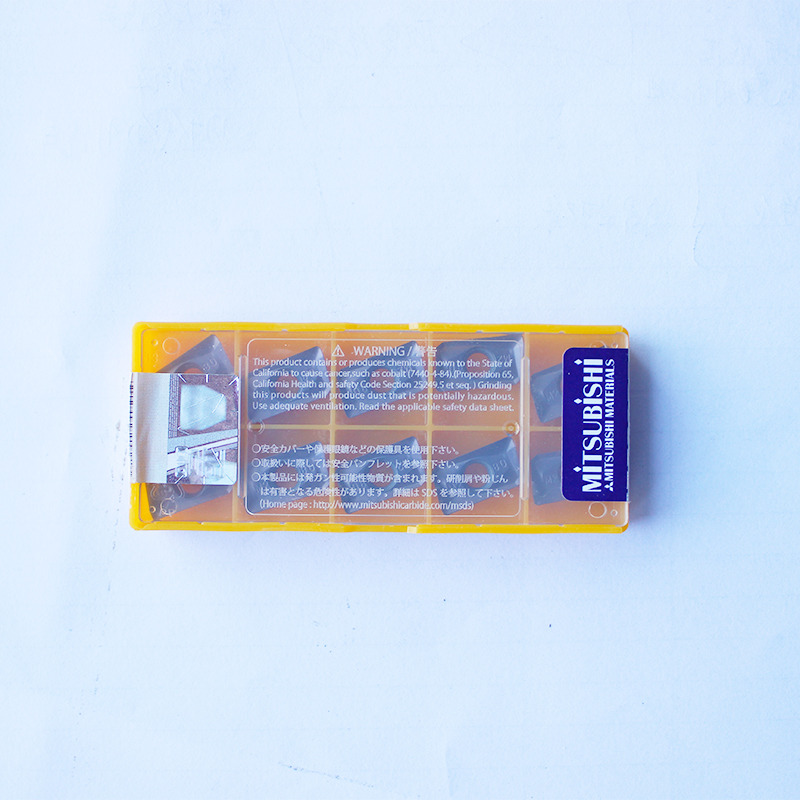 ⚠ WARNING / 警告
This product contains or produces chemicals known to the State of
California to cause cancer,such as cobalt (7440-4-84).(Proposition 65,
California Health and safety Code Section 25249.5 et seq. ) Grinding
this products will produce dust that is potentially hazardous.
Use adequate ventilation. Read the applicable safety data sheet.
○安全カバーや保護眼鏡などの保護具を使用下さい。
○取扱いに際しては安全パンフレットを参照下さい。
○本製品には発ガン性可能性物質が含まれます。研削屑や粉じん
は有害となる危険性があります。詳細は SDS を参照して下さい。
(Home page : http://www.mitsubishicarbide.com/msds)
MITSUBISHI
MITSUBISHI MATERIALS